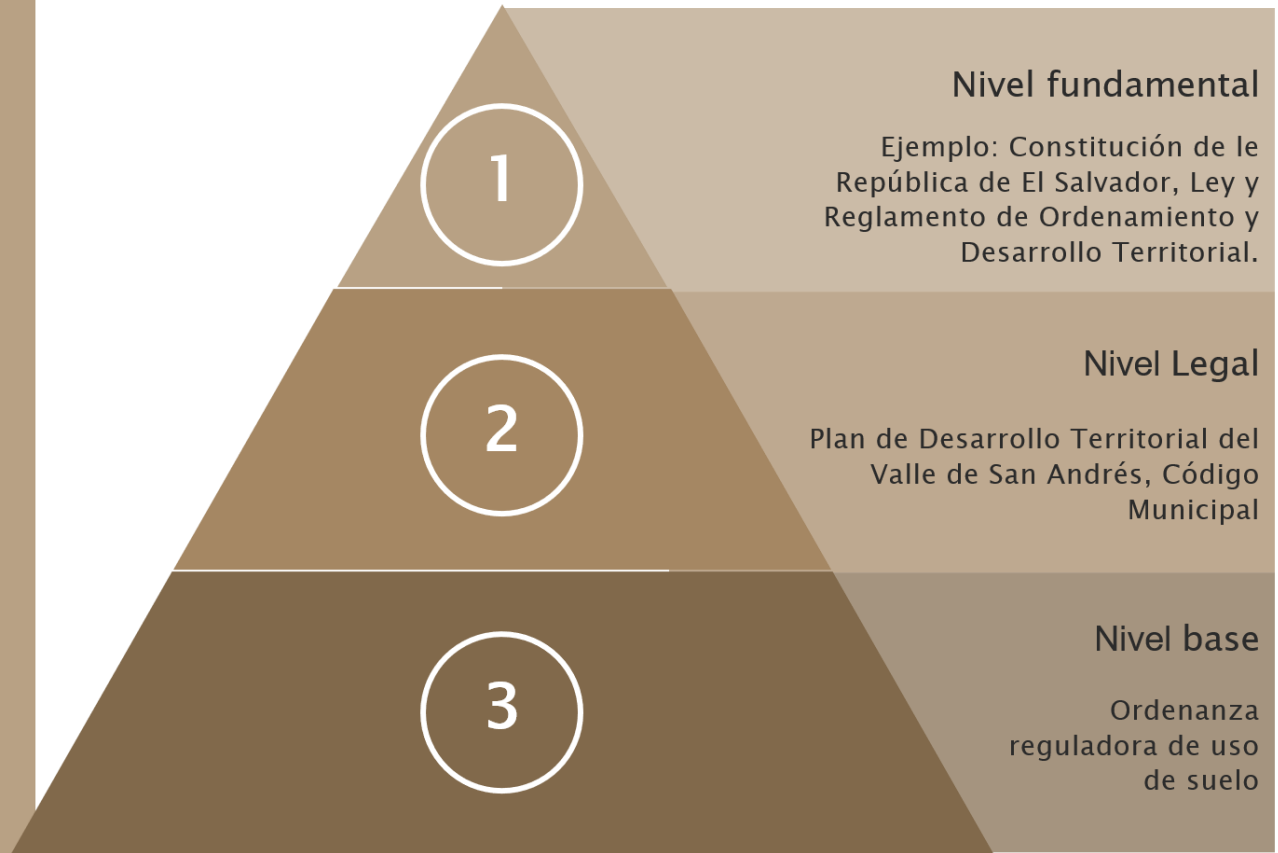 1
Nivel fundamental
Ejemplo: Constitución de le
República de El Salvador, Ley y
Reglamento de Ordenamiento y
Desarrollo Territorial.
2
Nivel Legal
Plan de Desarrollo Territorial del
Valle de San Andrés, Código
Municipal
3
Nivel base
Ordenanza
reguladora de uso
de suelo